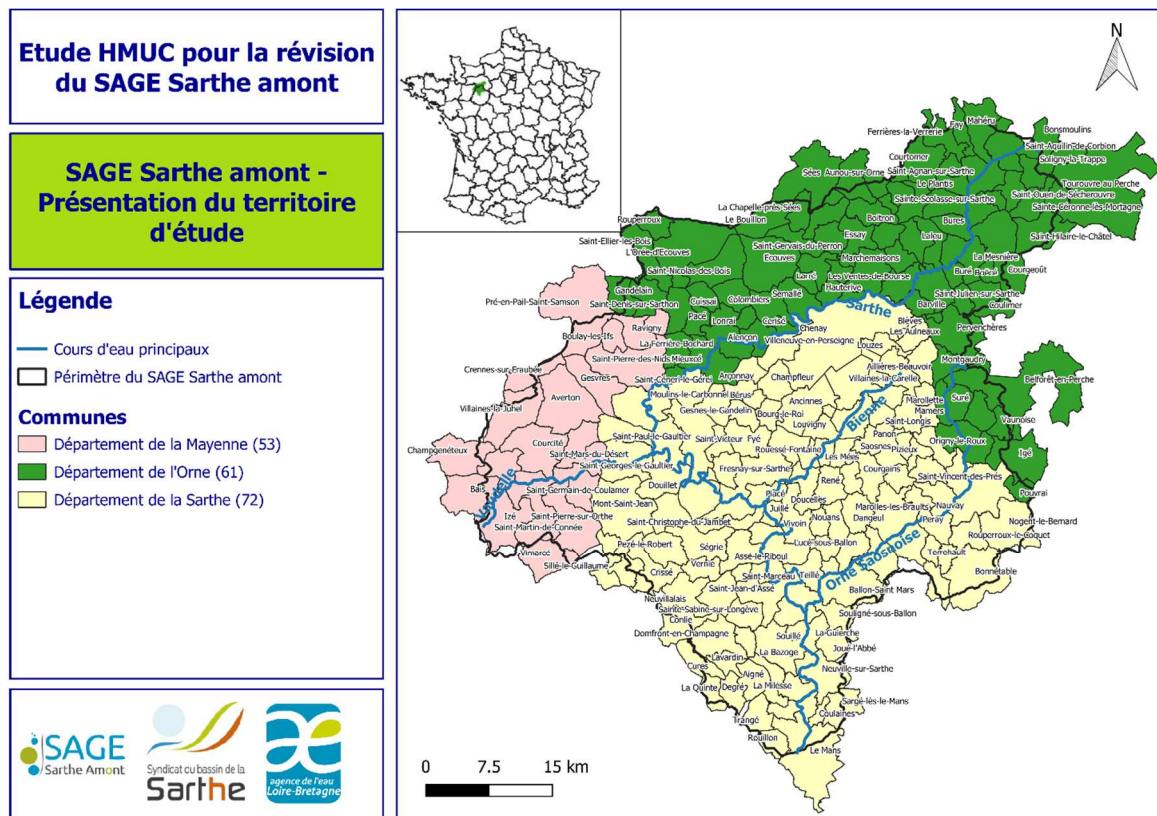 Etude HMUC pour la révision
du SAGE Sarthe amont
SAGE Sarthe amont -
Présentation du territoire
d'étude
Légende
Cours d'eau principaux
Périmètre du SAGE Sarthe amont
Communes
Département de la Mayenne (53)
Département de l'Orne (61)
Département de la Sarthe (72)
SAGE
Sarthe Amont
Syndicat du bassin de la
Sarthe
agence de l'eau
Loire-Bretagne
N
Mahéru
Fay
Bonsmoulins
Ferrières-la-Verrerie
Saint-Aquilin-de-Corbion
Courtomer
Soligny-la-Trappe
Sées
Aunou-sur-Orne
Saint-Agnan-sur-Sarthe
Le Plantis
Tourouvre au Perche
Saint-Ouen-de-Sécherouvre
Sainte-Scolasse-sur-Sarthe
Sainte-Céronne-lès-Mortagne
La Chapelle-près-Sées
Le Bouillon
Rouperroux
Boitron
Bures
Saint-Ellier-les-Bois
Essay
Laleu
Saint-Hilaire-le-Châtel
L'Orée-d'Ecouves
Saint-Gervais-du-Perron
Ecouves
Marchemaisons
La Mesnière
Saint-Nicolas-des-Bois
Larré
Les Ventes-de-Bourse
Buré
Boëcé
Courgeoût
Gandelain
Cuissai
Colombiers
Semallé
Hauterive
Saint-Julien-sur-Sarthe
Pré-en-Pail-Saint-Samson
Saint-Denis-sur-Sarthon
Pacé
Sarthe
Barville
Coulimer
Lonrai
Cerisé
Ravigny
Chenay
Blèves
Boulay-les-Ifs
Alençon
Villeneuve-en-Perseigne
Les Aulneaux
Pervenchères
La Ferrière-Bochard
Louzes
Saint-Pierre-des-Nids
Mieuxcé
Montgaudry
Crennes-sur-Fraubée
Allières-Beauvoir
Gesvres
Saint-Céneri-le-Gérei
Arçonnay
Champfleur
Villaines-la-Carelle
Belforêt-en-Perche
Averton
Moulins-le-Carbonnel
Bérus
Ancinnes
Marollette
Suré
Villaines-la-Juhel
Gesnes-le-Gandelin
Bourg-le-Roi
Bienne
Mamers
Vaunoise
Louvigny
Saint-Longis
Courcité
Saint-Paul-le-Gaultier
Saint-Victeur
Fyé
Panon
Origny-le-Roux
Champgenéteux
Saint-Mars-du-Désert
Rouessé-Fontaine
Saosnes
Pizieux
Igé
Saint-Georges-le-Gaultier
Fresnay-sur-Sarthe
Les Mées
Bais
Courgains
Saint-Vincent-des-Prés
Saint-Germain-de-Coulamer
Douillet
René
Pouvrai
Piacé
Doucelles
Mont-Saint-Jean
Juillé
Marolles-les-Braults
Nauvay
Izé
Saint-Pierre-sur-Orthe
Saint-Christophe-du-Jambet
Vivoin
Nouans
Dangeul
Peray
Nogent-le-Bernard
Saint-Martin-de-Connée
Rouperroux-le-Coquet
Pezé-le-Robert
Ségrie
Lucé-sous-Ballon
Vimarcé
Assé-le-Riboul
Orne Saosnoise
Terrehault
Sillé-le-Guillaume
Vernie
Bonnétable
Crissé
Saint-Marceau
Teillé
Saint-Jean-d'Assé
Ballon-Saint Mars
Neuvillalais
Sainte-Sabine-sur-Longève
Souligné-sous-Ballon
Conlie
Domfront-en-Champagne
Souillé
La Guierche
Joué-l'Abbé
Lavardin
La Bazoge
Cures
Neuville-sur-Sarthe
Aigné
La Quinte
Degré
La Milesse
Sargé-lès-le-Mans
Trangé
Coulaines
Rouillon
Le Mans
0 7.5 15 km